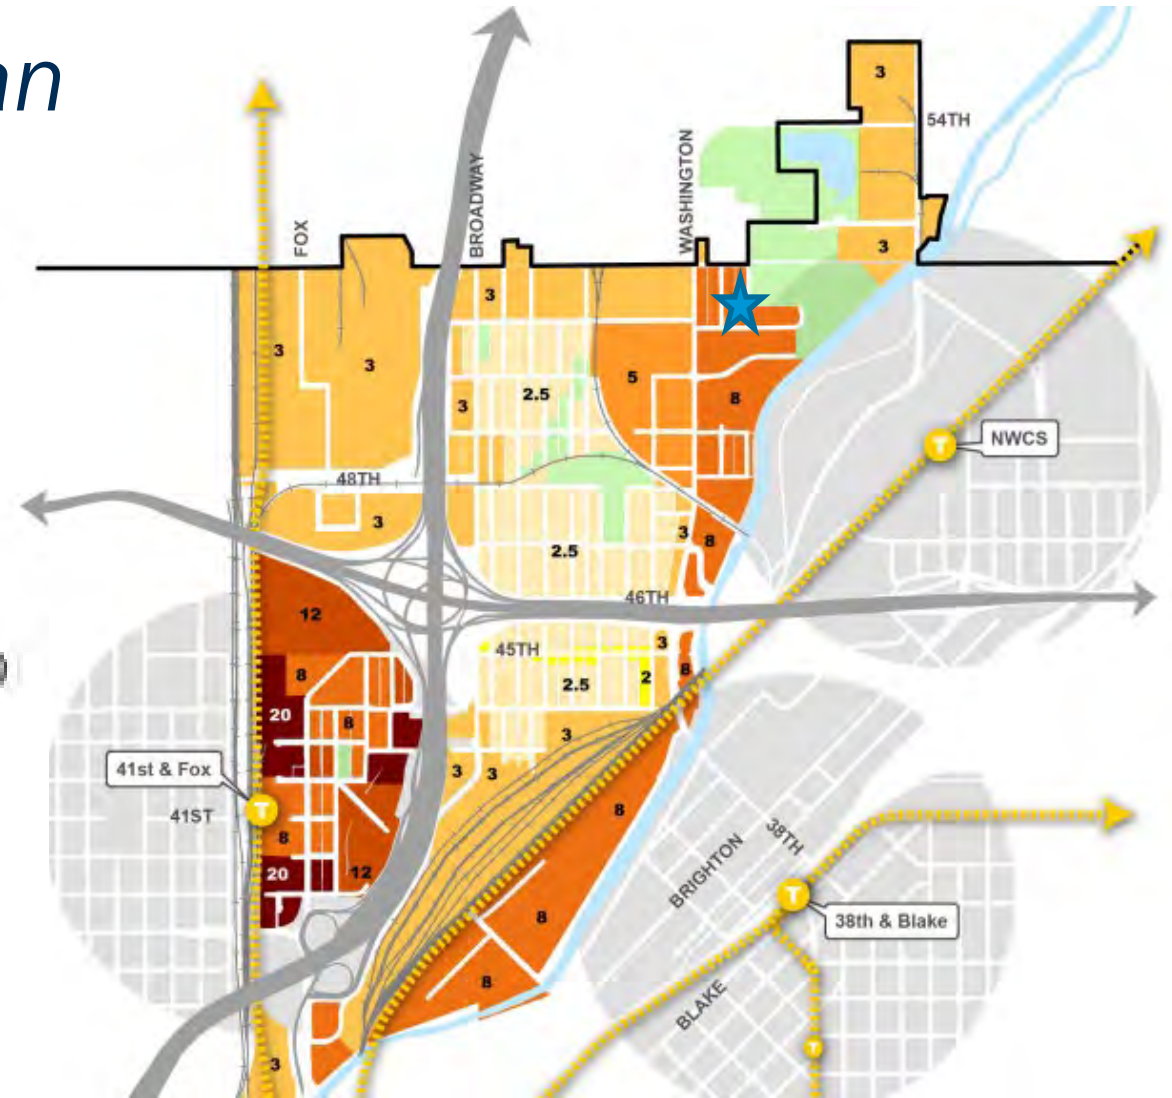 an
3
54TH
WASHINGTON
BROADWAY
FOX
3
3
3
3
5
2.5
8
3
NWCS
48TH
3
3
8
2.5
46TH
12
45TH
3
8
8
2.5
2
20
8
3
41st & Fox
3
3
41ST
8
8
38TH
BRIGHTON
20
12
8
38th & Blake
8
BLAKE
3
T
T
T
T